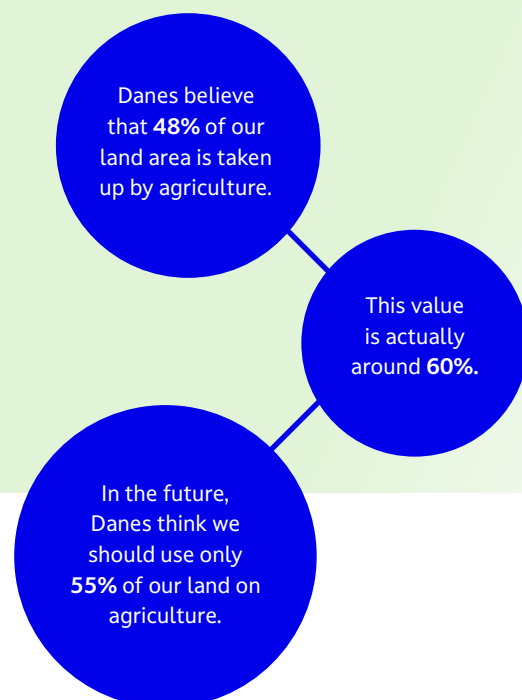 Danes believe
that 48% of our
land area is taken
up by agriculture.
This value
is actually
around 60%.
In the future,
Danes think we
should use only
55% of our land on
agriculture.